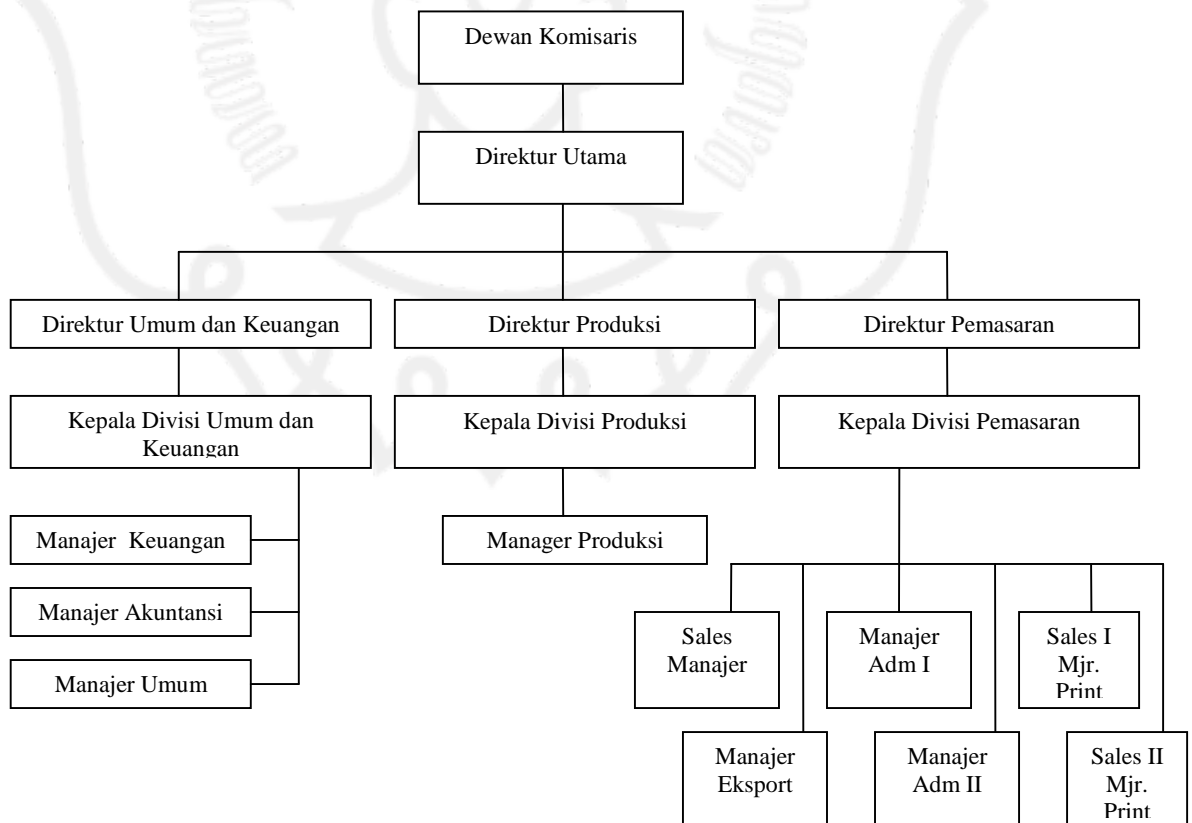 Dewan Komisaris
Direktur Utama
Direktur Umum dan Keuangan
Direktur Produksi
Direktur Pemasaran
Kepala Divisi Umum dan
Keuangan
Kepala Divisi Produksi
Kepala Divisi Pemasaran
Manajer Keuangan
Manager Produksi
Manajer Akuntansi
Manajer Umum
Sales
Manajer
Manajer
Adm I
Sales I
Mjr.
Print
Manajer
Eksport
Manajer
Adm II
Sales II
Mjr.
Print